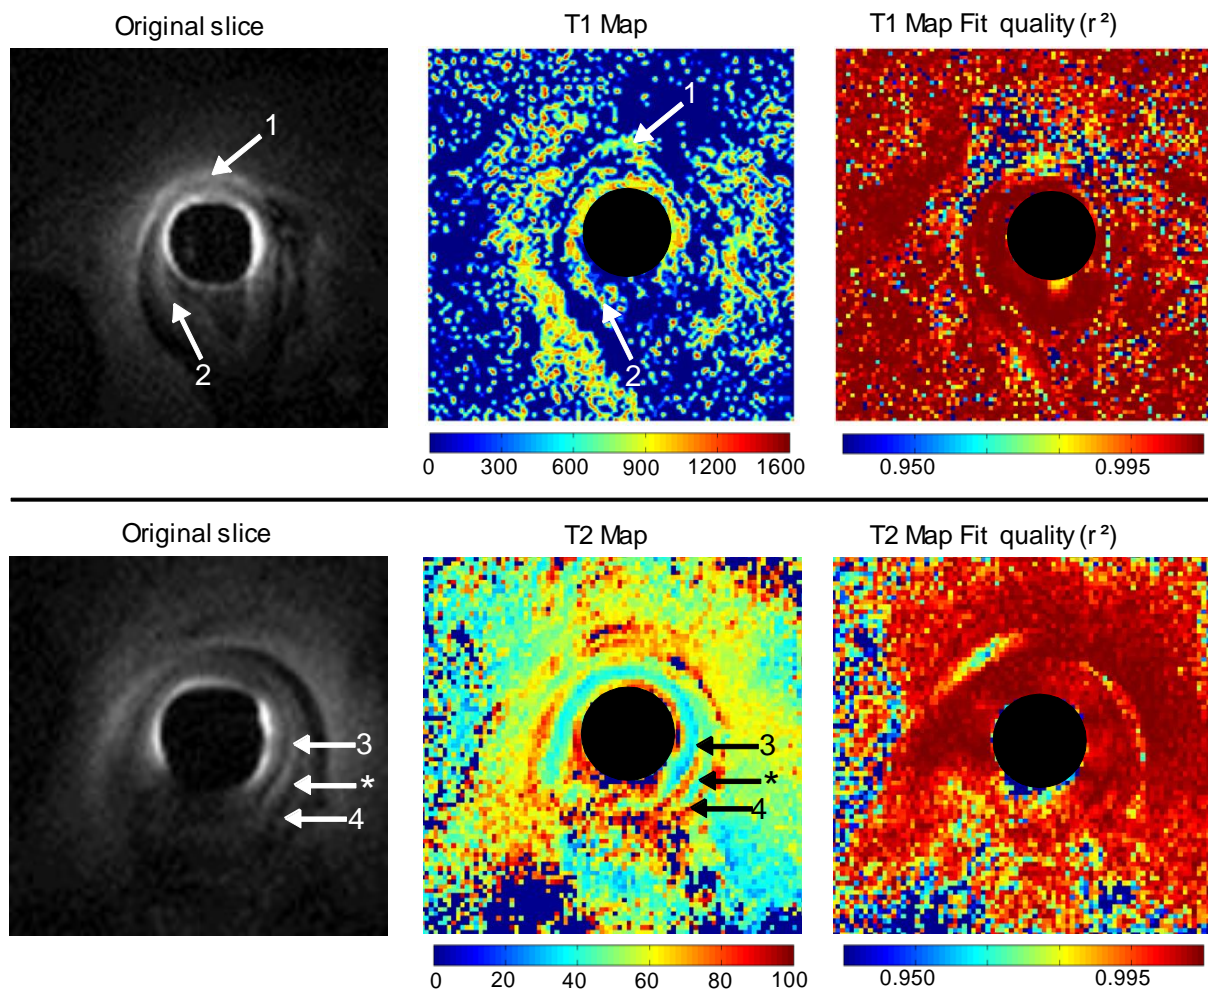 Original slice
T1 Map
T1 Map Fit quality (r²)
1
1
2
2
0 300 600 900 1200 1600
0.950 0.995
Original slice
T2 Map
T2 Map Fit quality (r²)
3
3
*
*
4
4
0 20 40 60 80 100
0.950 0.995